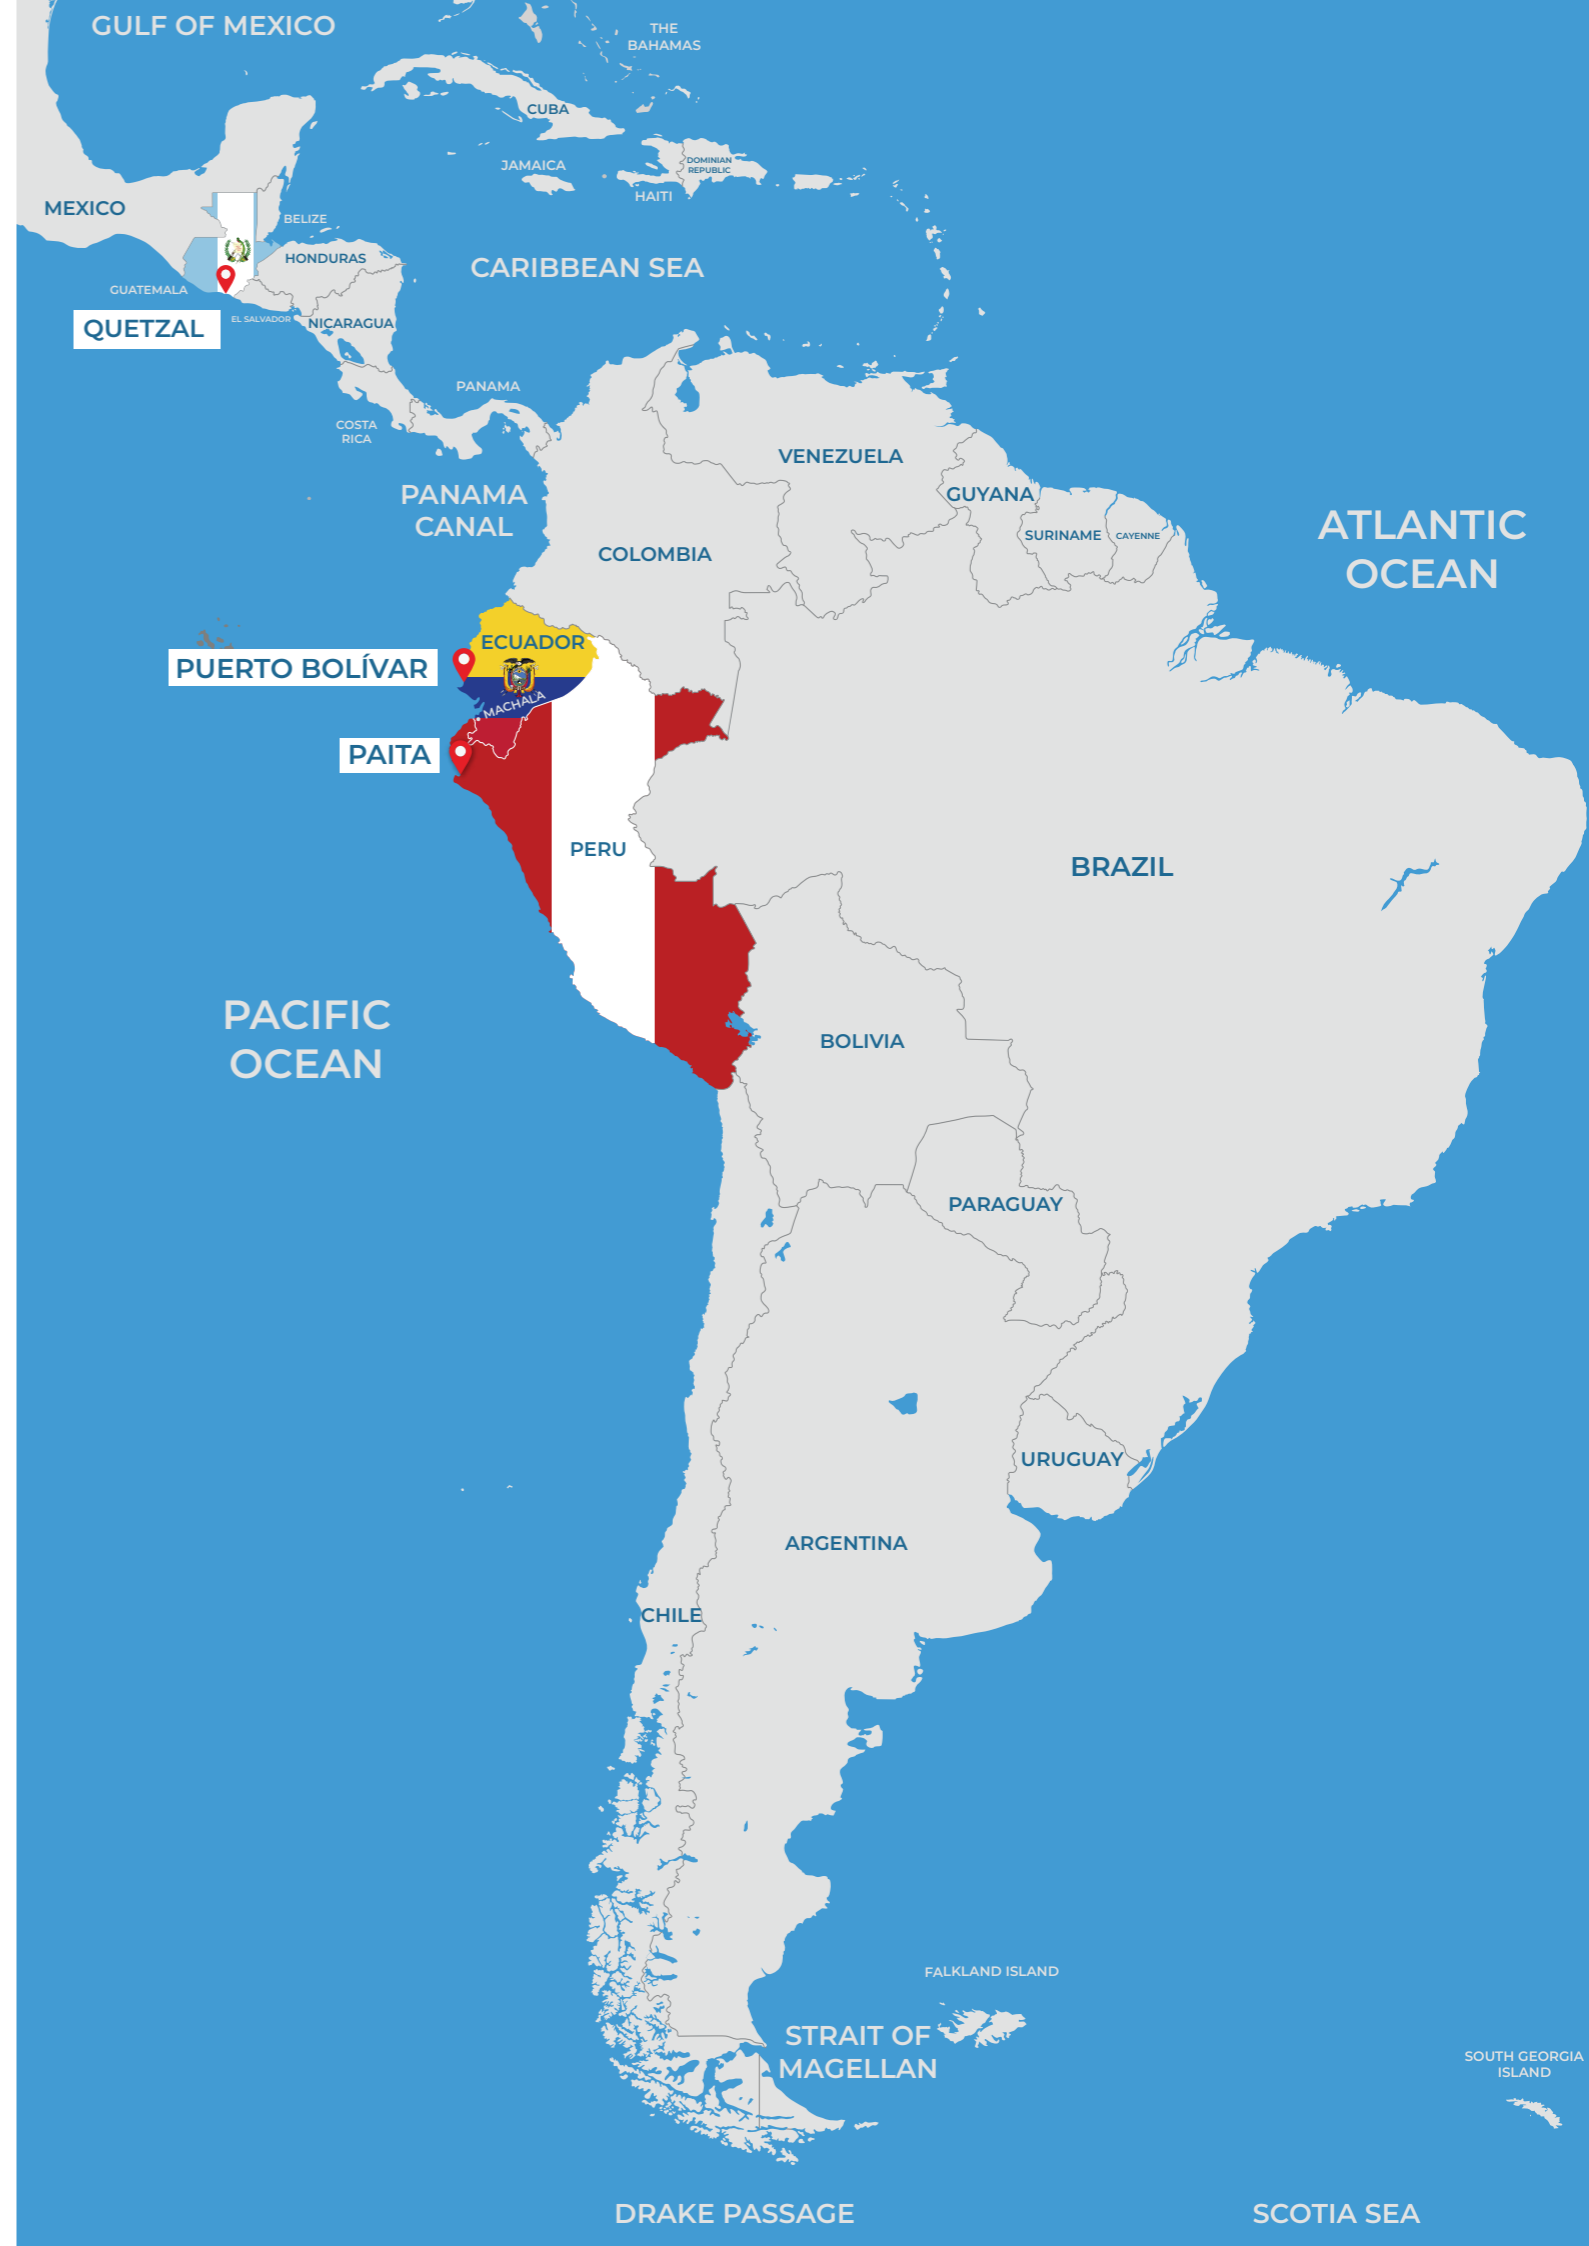 GULF OF MEXICO
THE
BAHAMAS
CUBA
JAMAICA
DOMINIAN
REPUBLIC
HAITI
MEXICO
BELIZE
HONDURAS
CARIBBEAN SEA
GUATEMALA
EL SALVADOR
NICARAGUA
QUETZAL
PANAMA
COSTA
RICA
PANAMA
CANAL
VENEZUELA
GUYANA
SURINAME
CAYENNE
COLOMBIA
ATLANTIC
OCEAN
ECUADOR
PUERTO BOLÍVAR
MACHALA
PAITA
PERU
BRAZIL
PACIFIC
OCEAN
BOLIVIA
PARAGUAY
URUGUAY
ARGENTINA
CHILE
FALKLAND ISLAND
STRAIT OF
MAGELLAN
SOUTH GEORGIA
ISLAND
DRAKE PASSAGE
SCOTIA SEA